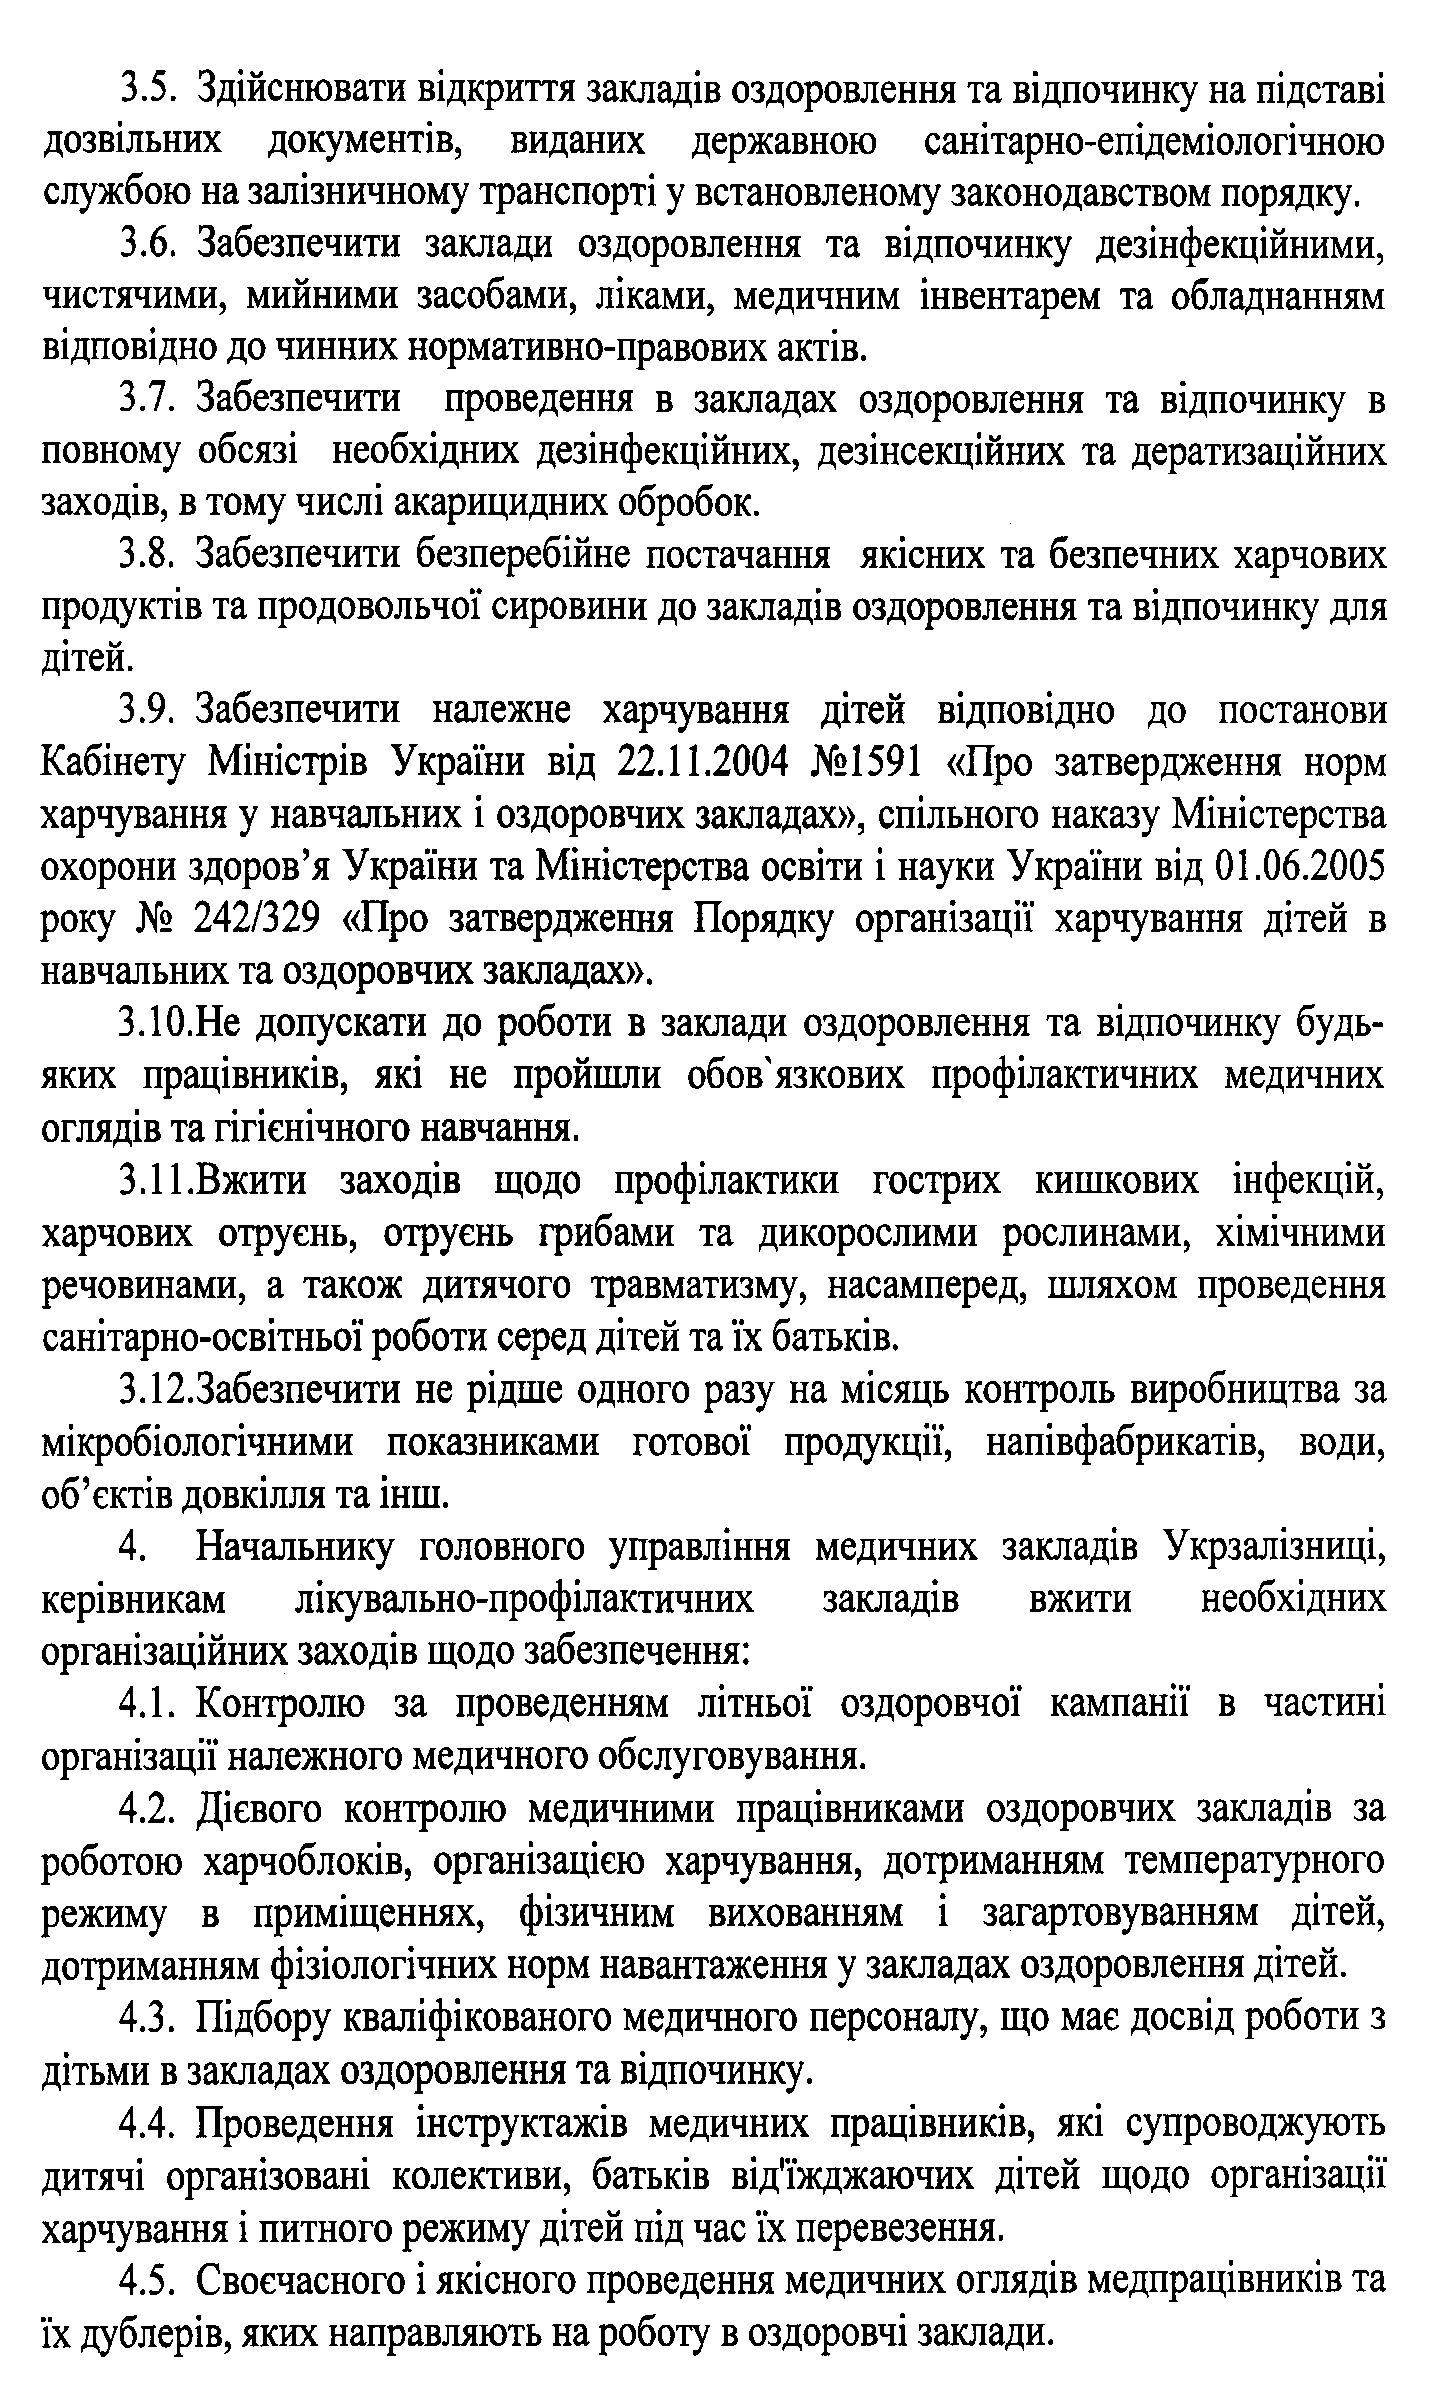 3.5. Здійснювати відкриття закладів оздоровлення та відпочинку на підставі
дозвільних документів, виданих державною санітарно-епідеміологічною
службою на залізничному транспорті у встановленому законодавством порядку.
3.6. Забезпечити заклади оздоровлення та відпочинку дезінфекційними,
чистячими, мийними засобами, ліками, медичним інвентарем та обладнанням
відповідно до чинних нормативно-правових актів.
3.7. Забезпечити проведення в закладах оздоровлення та відпочинку в
повному обсязі необхідних дезінфекційних, дезінсекційних та дератизаційних
заходів, в тому числі акарицидних обробок.
3.8. Забезпечити безперебійне постачання якісних та безпечних харчових
продуктів та продовольчої сировини до закладів оздоровлення та відпочинку для
дітей.
3.9. Забезпечити належне харчування дітей відповідно до постанови
Кабінету Міністрів України від 22.11.2004 №1591 «Про затвердження норм
харчування у навчальних і оздоровчих закладах», спільного наказу Міністерства
охорони здоров’я України та Міністерства освіти і науки України від 01.06.2005
року № 242/329 «Про затвердження Порядку організації харчування дітей в
навчальних та оздоровчих закладах».
3.10.Не допускати до роботи в заклади оздоровлення та відпочинку будь-
яких працівників, які не пройшли обов`язкових профілактичних медичних
оглядів та гігієнічного навчання.
3.11.Вжити заходів щодо профілактики гострих кишкових інфекцій,
харчових отруєнь, отруєнь грибами та дикорослими рослинами, хімічними
речовинами, а також дитячого травматизму, насамперед, шляхом проведення
санітарно-освітньої роботи серед дітей та їх батьків.
3.12.Забезпечити не рідше одного разу на місяць контроль виробництва за
мікробіологічними показниками готової продукції, напівфабрикатів, води,
об’єктів довкілля та інш.
4. Начальнику головного управління медичних закладів Укрзалізниці,
керівникам лікувально-профілактичних закладів вжити необхідних
організаційних заходів щодо забезпечення:
4.1. Контролю за проведенням літньої оздоровчої кампанії в частині
організації належного медичного обслуговування.
4.2. Дієвого контролю медичними працівниками оздоровчих закладів за
роботою харчоблоків, організацією харчування, дотриманням температурного
режиму в приміщеннях, фізичним вихованням і загартовуванням дітей,
дотриманням фізіологічних норм навантаження у закладах оздоровлення дітей.
4.3. Підбору кваліфікованого медичного персоналу, що має досвід роботи з
дітьми в закладах оздоровлення та відпочинку.
4.4. Проведення інструктажів медичних працівників, які супроводжують
дитячі організовані колективи, батьків від'їжджаючих дітей щодо організації
харчування і питного режиму дітей під час їх перевезення.
4.5. Своєчасного і якісного проведення медичних оглядів медпрацівників та
їх дублерів, яких направляють на роботу в оздоровчі заклади.